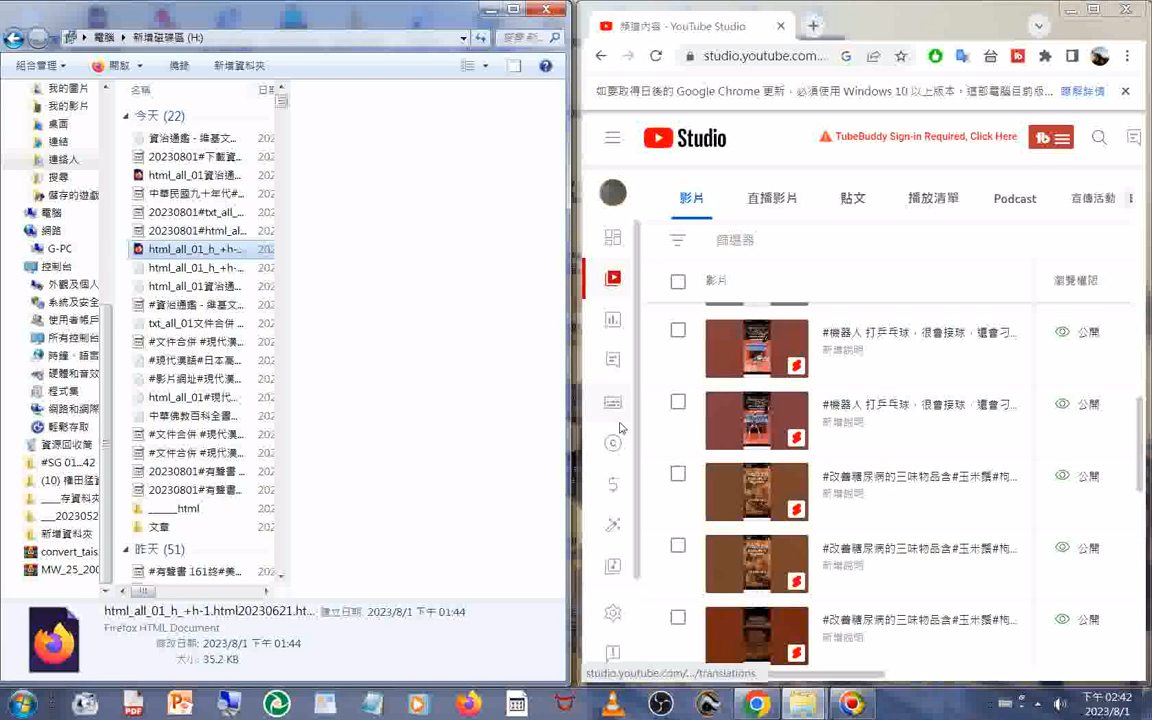 電腦 ▸ 新增磁碟區 (H:)
組合管理 開啟 燒錄 新增資料夾
我的圖片
我的影片
桌面
連結
連絡人
搜尋
儲存的遊戲
電腦
網路
G-PC
控制台
外觀及個人
系統及安全
使用者帳戶
所有控制台
時鐘、語言
硬體和音效
程式集
網路和網際
輕鬆存取
資源回收筒
#SG 01...42
(10) 權田猛資
____存資料夾
___2023052
新增資料夾
convert_tais
MW_25_200
名稱
今天 (22)
資治通鑑 - 維基文...
20230801#下載資...
html_all_01資治通...
中華民國九十年代#...
20230801#txt_all_...
20230801#html_al...
html_all_01_h_+h-...
html_all_01_h_+h-...
html_all_01資治通...
#資治通鑑 - 維基文...
txt_all_01文件合併 ...
#文件合併 #現代漢...
#現代漢語#日本高...
#影片網址#現代漢...
html_all_01#現代...
中華佛教百科全書...
#文件合併 #現代漢...
#文件合併 #現代漢...
20230801#有聲書...
20230801#有聲書...
______html
文章
昨天 (51)
#有聲書 161終#美...
html_all_01_h_+h-1.html20230621.ht... 建立日期: 2023/8/1 下午 01:44
Firefox HTML Document
修改日期: 2023/8/1 下午 01:44
大小: 35.2 KB
頻道內容 - YouTube Studio
studio.youtube.com...
如要取得日後的 Google Chrome 更新，必須使用 Windows 10 以上版本。這部電腦目前版... 瞭解詳情
Studio
TubeBuddy Sign-in Required, Click Here
影片 直播影片 貼文 播放清單 Podcast 宣傳活動
篩選器
影片 瀏覽權限
#機器人 打乒乓球，很會接球，還會刁... 公開
新增說明
#機器人 打乒乓球，很會接球，還會刁... 公開
新增說明
#改善糖尿病的三味物品含#玉米鬚#枸... 公開
新增說明
#改善糖尿病的三味物品含#玉米鬚#枸... 公開
新增說明
#改善糖尿病的三味物品含#玉米鬚#枸... 公開
新增說明
studio.youtube.com/.../translations
下午 02:42
2023/8/1